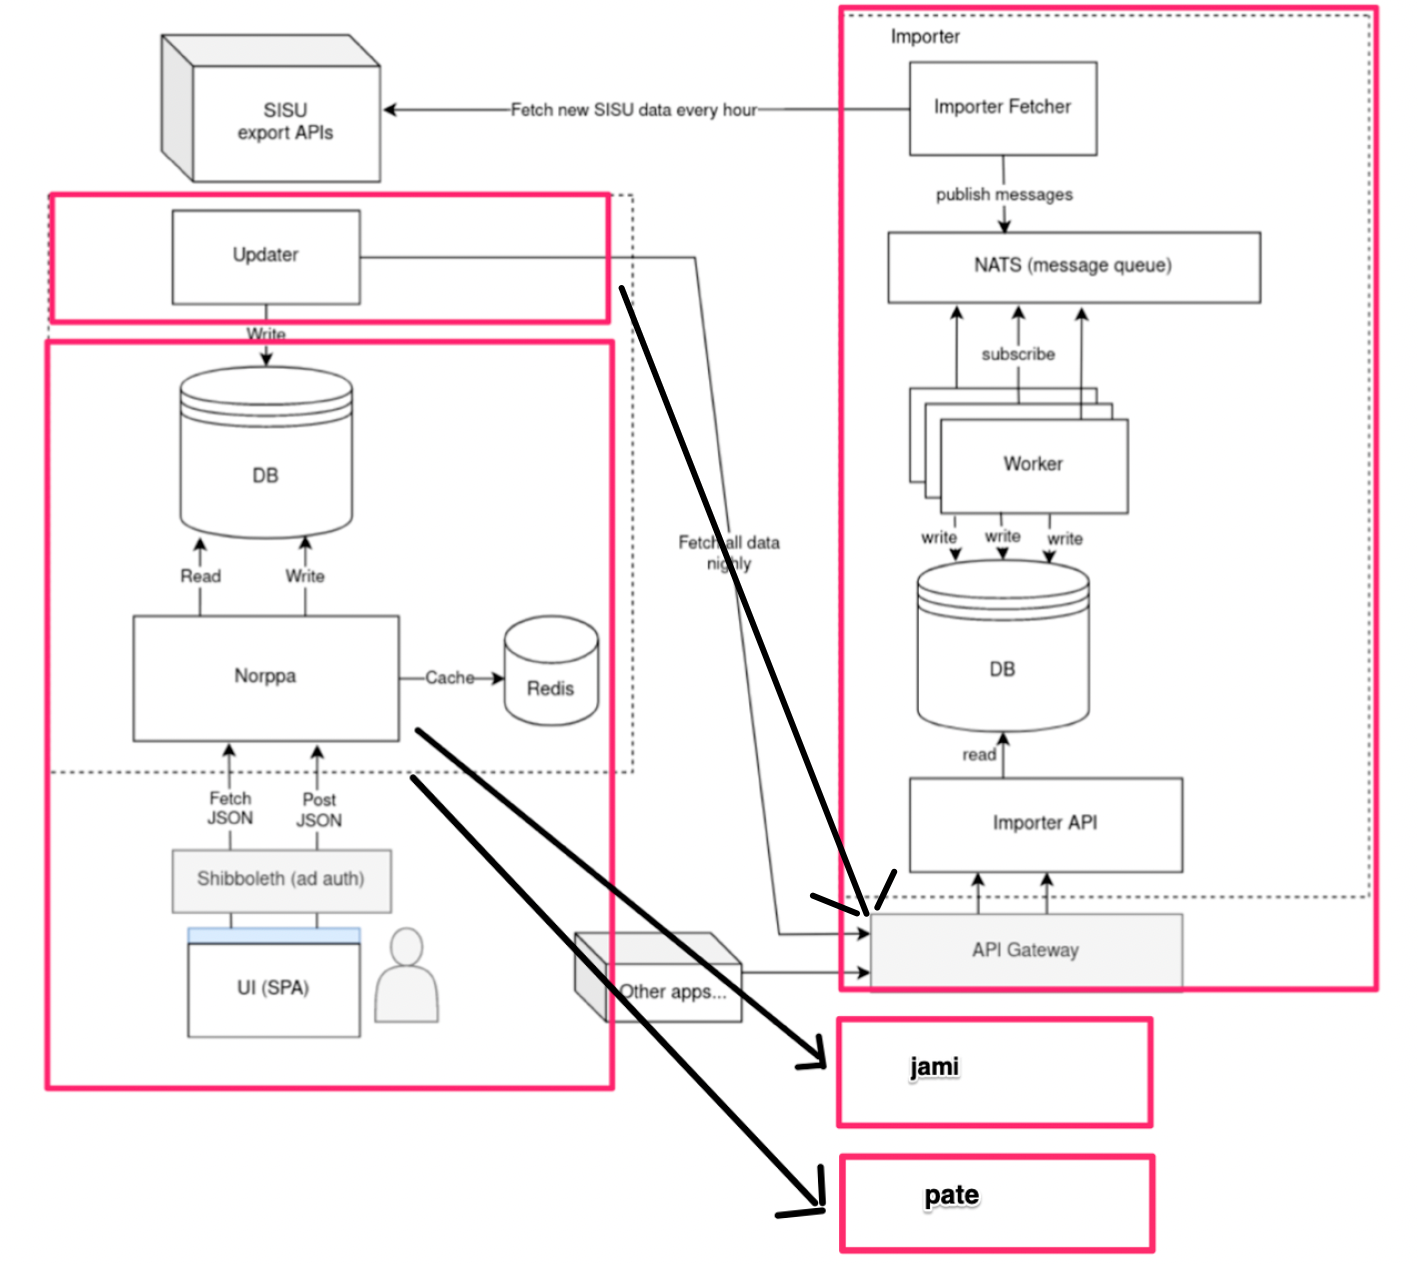 Importer
SISU
export APIs
Fetch new SISU data every hour
Importer Fetcher
publish messages
Updater
NATS (message queue)
Write
subscribe
DB
Worker
Fetch all data
nighly
write
write
write
Read
Write
Norppa
Cache
Redis
DB
read
Fetch
JSON
Post
JSON
Importer API
Shibboleth (ad auth)
API Gateway
UI (SPA)
Other apps...
jami
pate